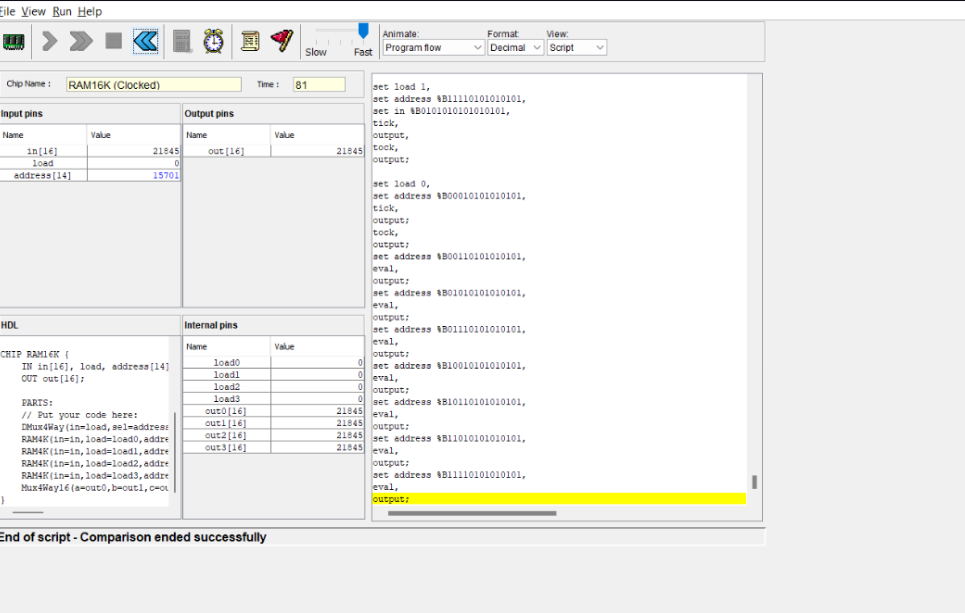 File View Run Help
Slow Fast
Animate: Format: View:
Program flow Decimal Script
Chip Name : RAM16K (Clocked) Time : 81
Input pins
Name Value
in[16] 21845
load 0
address[14] 15701
Output pins
Name Value
out[16] 21845
HDL
CHIP RAM16K {
IN in[16], load, address[14]
OUT out[16];
PARTS:
// Put your code here:
DMux4Way(in=load,sel=address
RAM4K(in=in,load=load0,addre
RAM4K(in=in,load=load1,addre
RAM4K(in=in,load=load2,addre
RAM4K(in=in,load=load3,addre
Mux4Way16(a=out0,b=out1,c=ou
}
Internal pins
Name Value
load0 0
load1 0
load2 0
load3 0
out0[16] 21845
out1[16] 21845
out2[16] 21845
out3[16] 21845
set load 1,
set address %B11110101010101,
set in %B0101010101010101,
tick,
output,
tock,
output;
set load 0,
set address %B00010101010101,
tick,
output;
tock,
output;
set address %B00110101010101,
eval,
output;
set address %B01010101010101,
eval,
output;
set address %B01110101010101,
eval,
output;
set address %B10010101010101,
eval,
output;
set address %B10110101010101,
eval,
output;
set address %B11010101010101,
eval,
output;
set address %B11110101010101,
eval,
output;
End of script - Comparison ended successfully